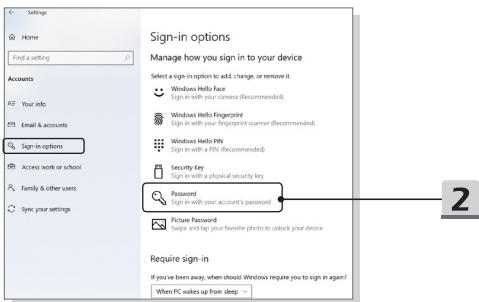 ← Settings
Home
Find a setting
Accounts
Your info
Email & accounts
Sign-in options
Access work or school
Family & other users
Sync your settings
Sign-in options
Manage how you sign in to your device
Select a sign-in option to add, change, or remove it.
Windows Hello Face
Sign in with your camera (Recommended)
Windows Hello Fingerprint
Sign in with your fingerprint scanner (Recommended)
Windows Hello PIN
Sign in with a PIN (Recommended)
Security Key
Sign in with a physical security key
Password
Sign in with your account's password
Picture Password
Swipe and tap your favorite photo to unlock your device
Require sign-in
If you've been away, when should Windows require you to sign in again?
When PC wakes up from sleep
2